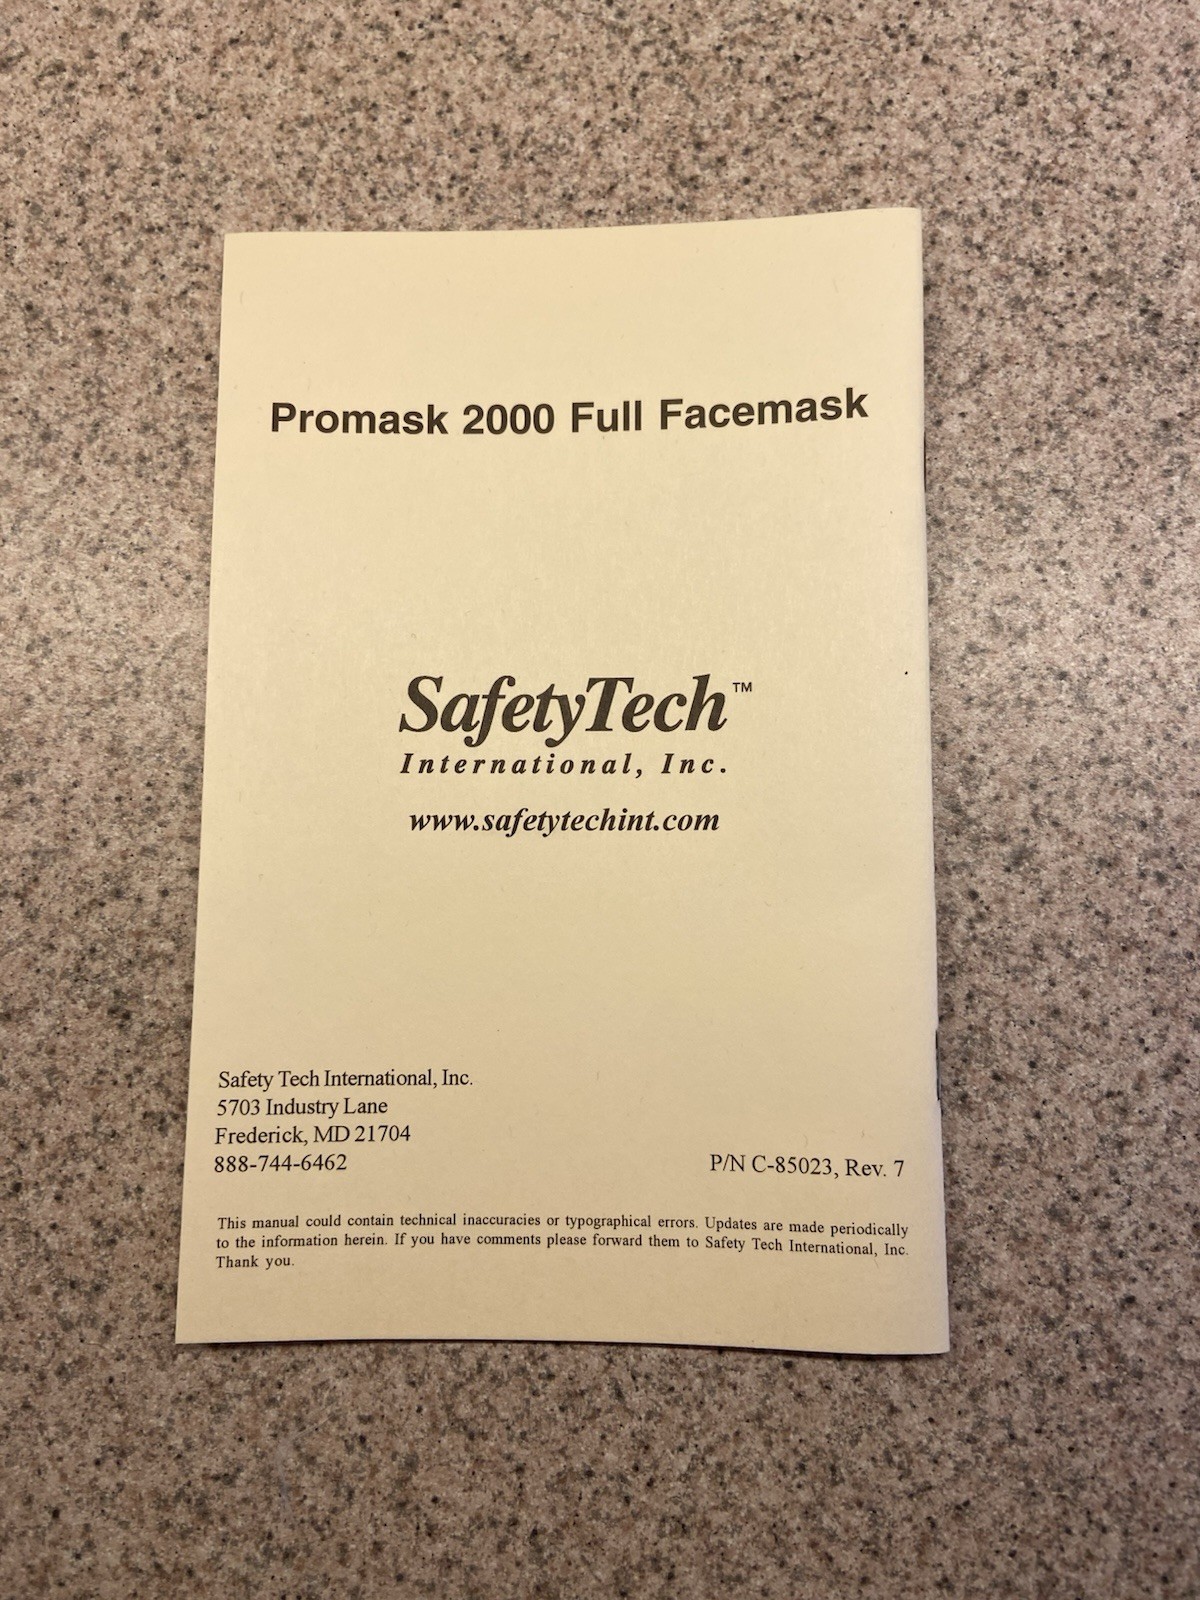 Promask 2000 Full Facemask
SafetyTech™
International, Inc.
www.safetytechint.com
Safety Tech International, Inc.
5703 Industry Lane
Frederick, MD 21704
888-744-6462
P/N C-85023, Rev. 7
This manual could contain technical inaccuracies or typographical errors. Updates are made periodically
to the information herein. If you have comments please forward them to Safety Tech International, Inc.
Thank you.